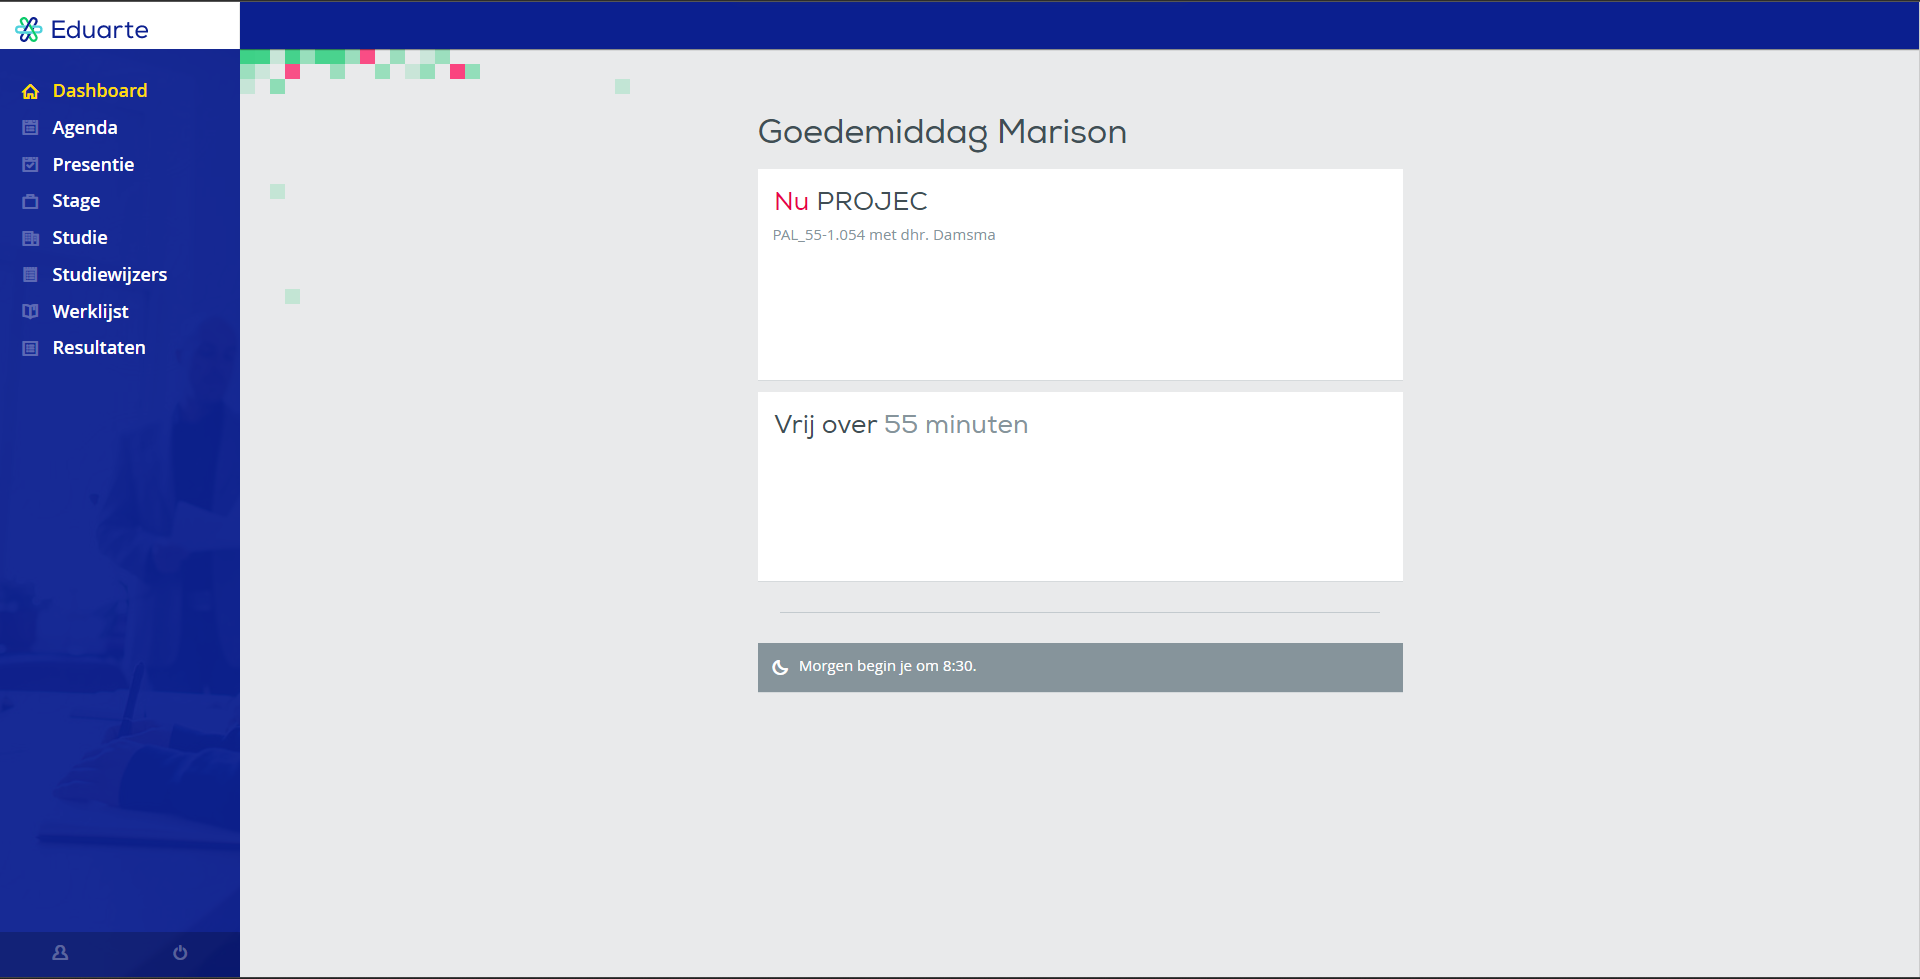 Eduarte
Dashboard
Agenda
Presentie
Stage
Studie
Studiewijzers
Werklijst
Resultaten
Goedemiddag Marison
Nu PROJEC
PAL_55-1.054 met dhr. Damsma
Vrij over 55 minuten
Morgen begin je om 8:30.